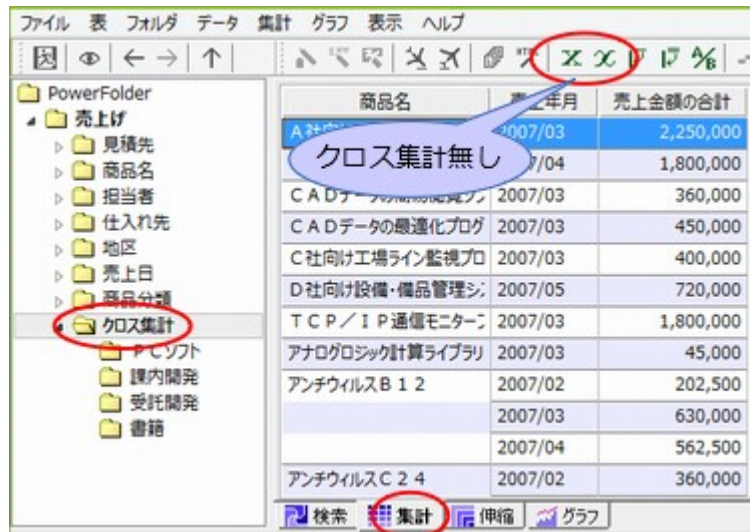 ファイル 表 フォルダ データ 集計 グラフ 表示 ヘルプ
PowerFolder
売上げ
見積先
商品名
担当者
仕入れ先
地区
売上日
商品分類
クロス集計
ＰＣソフト
課内開発
受託開発
書籍
クロス集計無し
商品名 売上年月 売上金額の合計
2007/03 2,250,000
/04 1,800,000
2007/03 360,000
ＣＡＤデータの最適化プログ 2007/03 450,000
Ｃ社向け工場ライン監視プロ 2007/03 400,000
Ｄ社向け設備・備品管理シ 2007/05 720,000
ＴＣＰ／ＩＰ通信モニター 2007/03 1,800,000
アナログロジック計算ライブラリ 2007/03 45,000
アンチウィルスＢ１２ 2007/02 202,500
2007/03 630,000
2007/04 562,500
アンチウィルスＣ２４ 2007/02 360,000
検索 集計 伸縮 グラフ